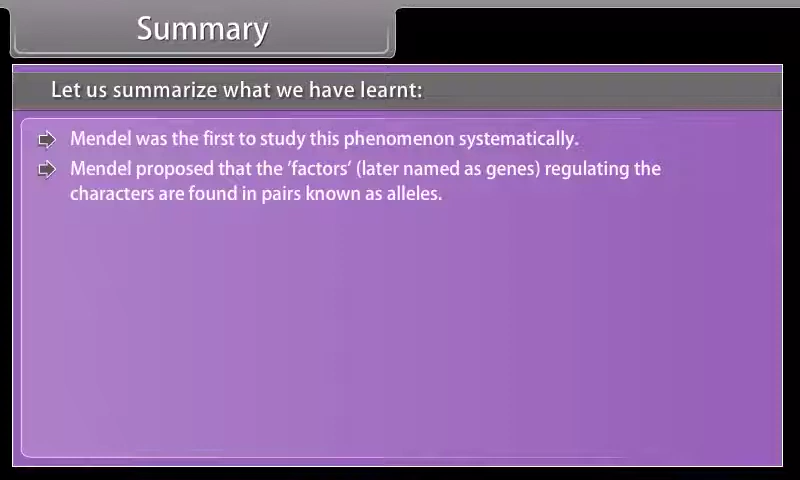 Summary
Let us summarize what we have learnt:
Mendel was the first to study this phenomenon systematically.
Mendel proposed that the ‘factors‘ (later named as genes) regulating the
characters are found in pairs known as alleles.